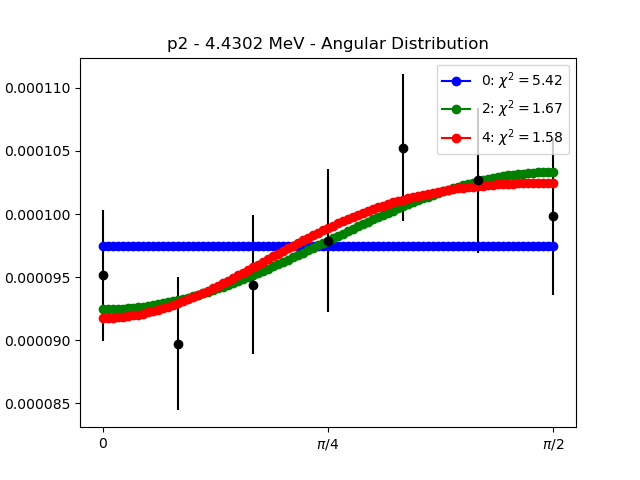 p2 - 4.4302 MeV - Angular Distribution
0.000110
0.000105
0.000100
0.000095
0.000090
0.000085
0: χ² = 5.42
2: χ² = 1.67
4: χ² = 1.58
0
π/4
π/2